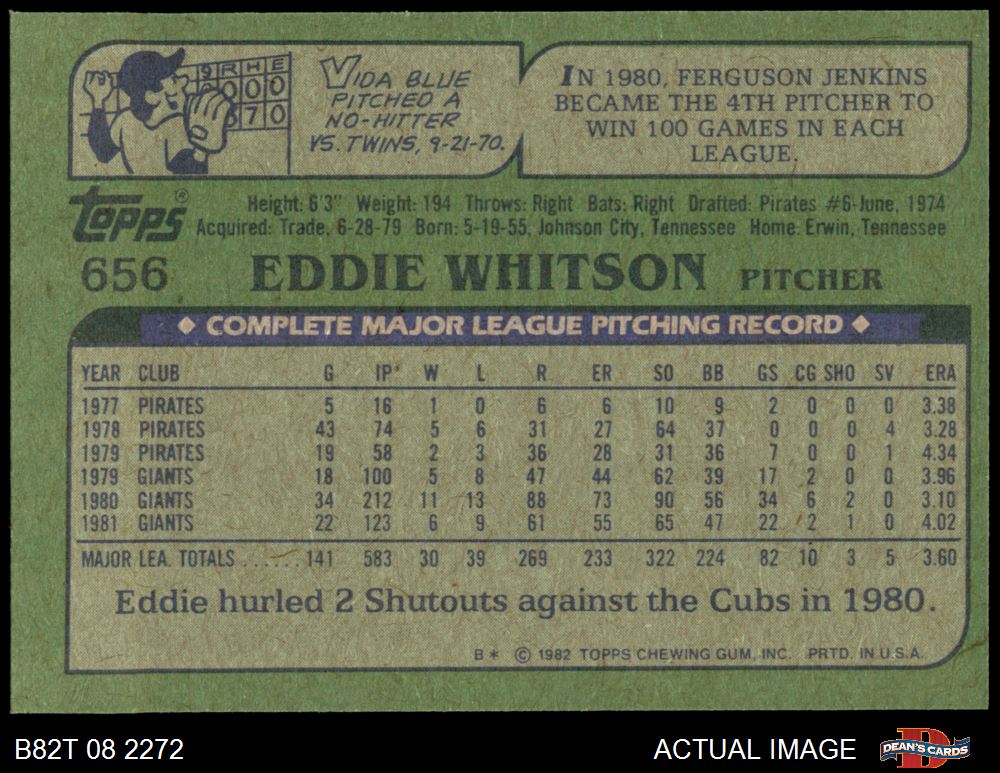 9 R H E
0 0 0
6 7 0
VIDA BLUE
PITCHED A
NO-HITTER
VS. TWINS, 9-21-70.
IN 1980, FERGUSON JENKINS
BECAME THE 4TH PITCHER TO
WIN 100 GAMES IN EACH
LEAGUE.
TOPPS®
Height: 6'3" Weight: 194 Throws: Right Bats: Right Drafted: Pirates #6-June, 1974
Acquired: Trade, 6-28-79 Born: 5-19-55, Johnson City, Tennessee Home: Erwin, Tennessee
656 EDDIE WHITSON PITCHER
◆ COMPLETE MAJOR LEAGUE PITCHING RECORD ◆
YEAR CLUB G IP* W L R ER SO BB GS CG SHO SV ERA
1977 PIRATES 5 16 1 0 6 6 10 9 2 0 0 0 3.38
1978 PIRATES 43 74 5 6 31 27 64 37 0 0 0 4 3.28
1979 PIRATES 19 58 2 3 36 28 31 36 7 0 0 1 4.34
1979 GIANTS 18 100 5 8 47 44 62 39 17 2 0 0 3.96
1980 GIANTS 34 212 11 13 88 73 90 56 34 6 2 0 3.10
1981 GIANTS 22 123 6 9 61 55 65 47 22 2 1 0 4.02
MAJOR LEA. TOTALS ...... 141 583 30 39 269 233 322 224 82 10 3 5 3.60
Eddie hurled 2 Shutouts against the Cubs in 1980.
B* © 1982 TOPPS CHEWING GUM, INC. PRTD. IN U.S.A.
B82T 08 2272 ACTUAL IMAGE DEAN'S CARDS